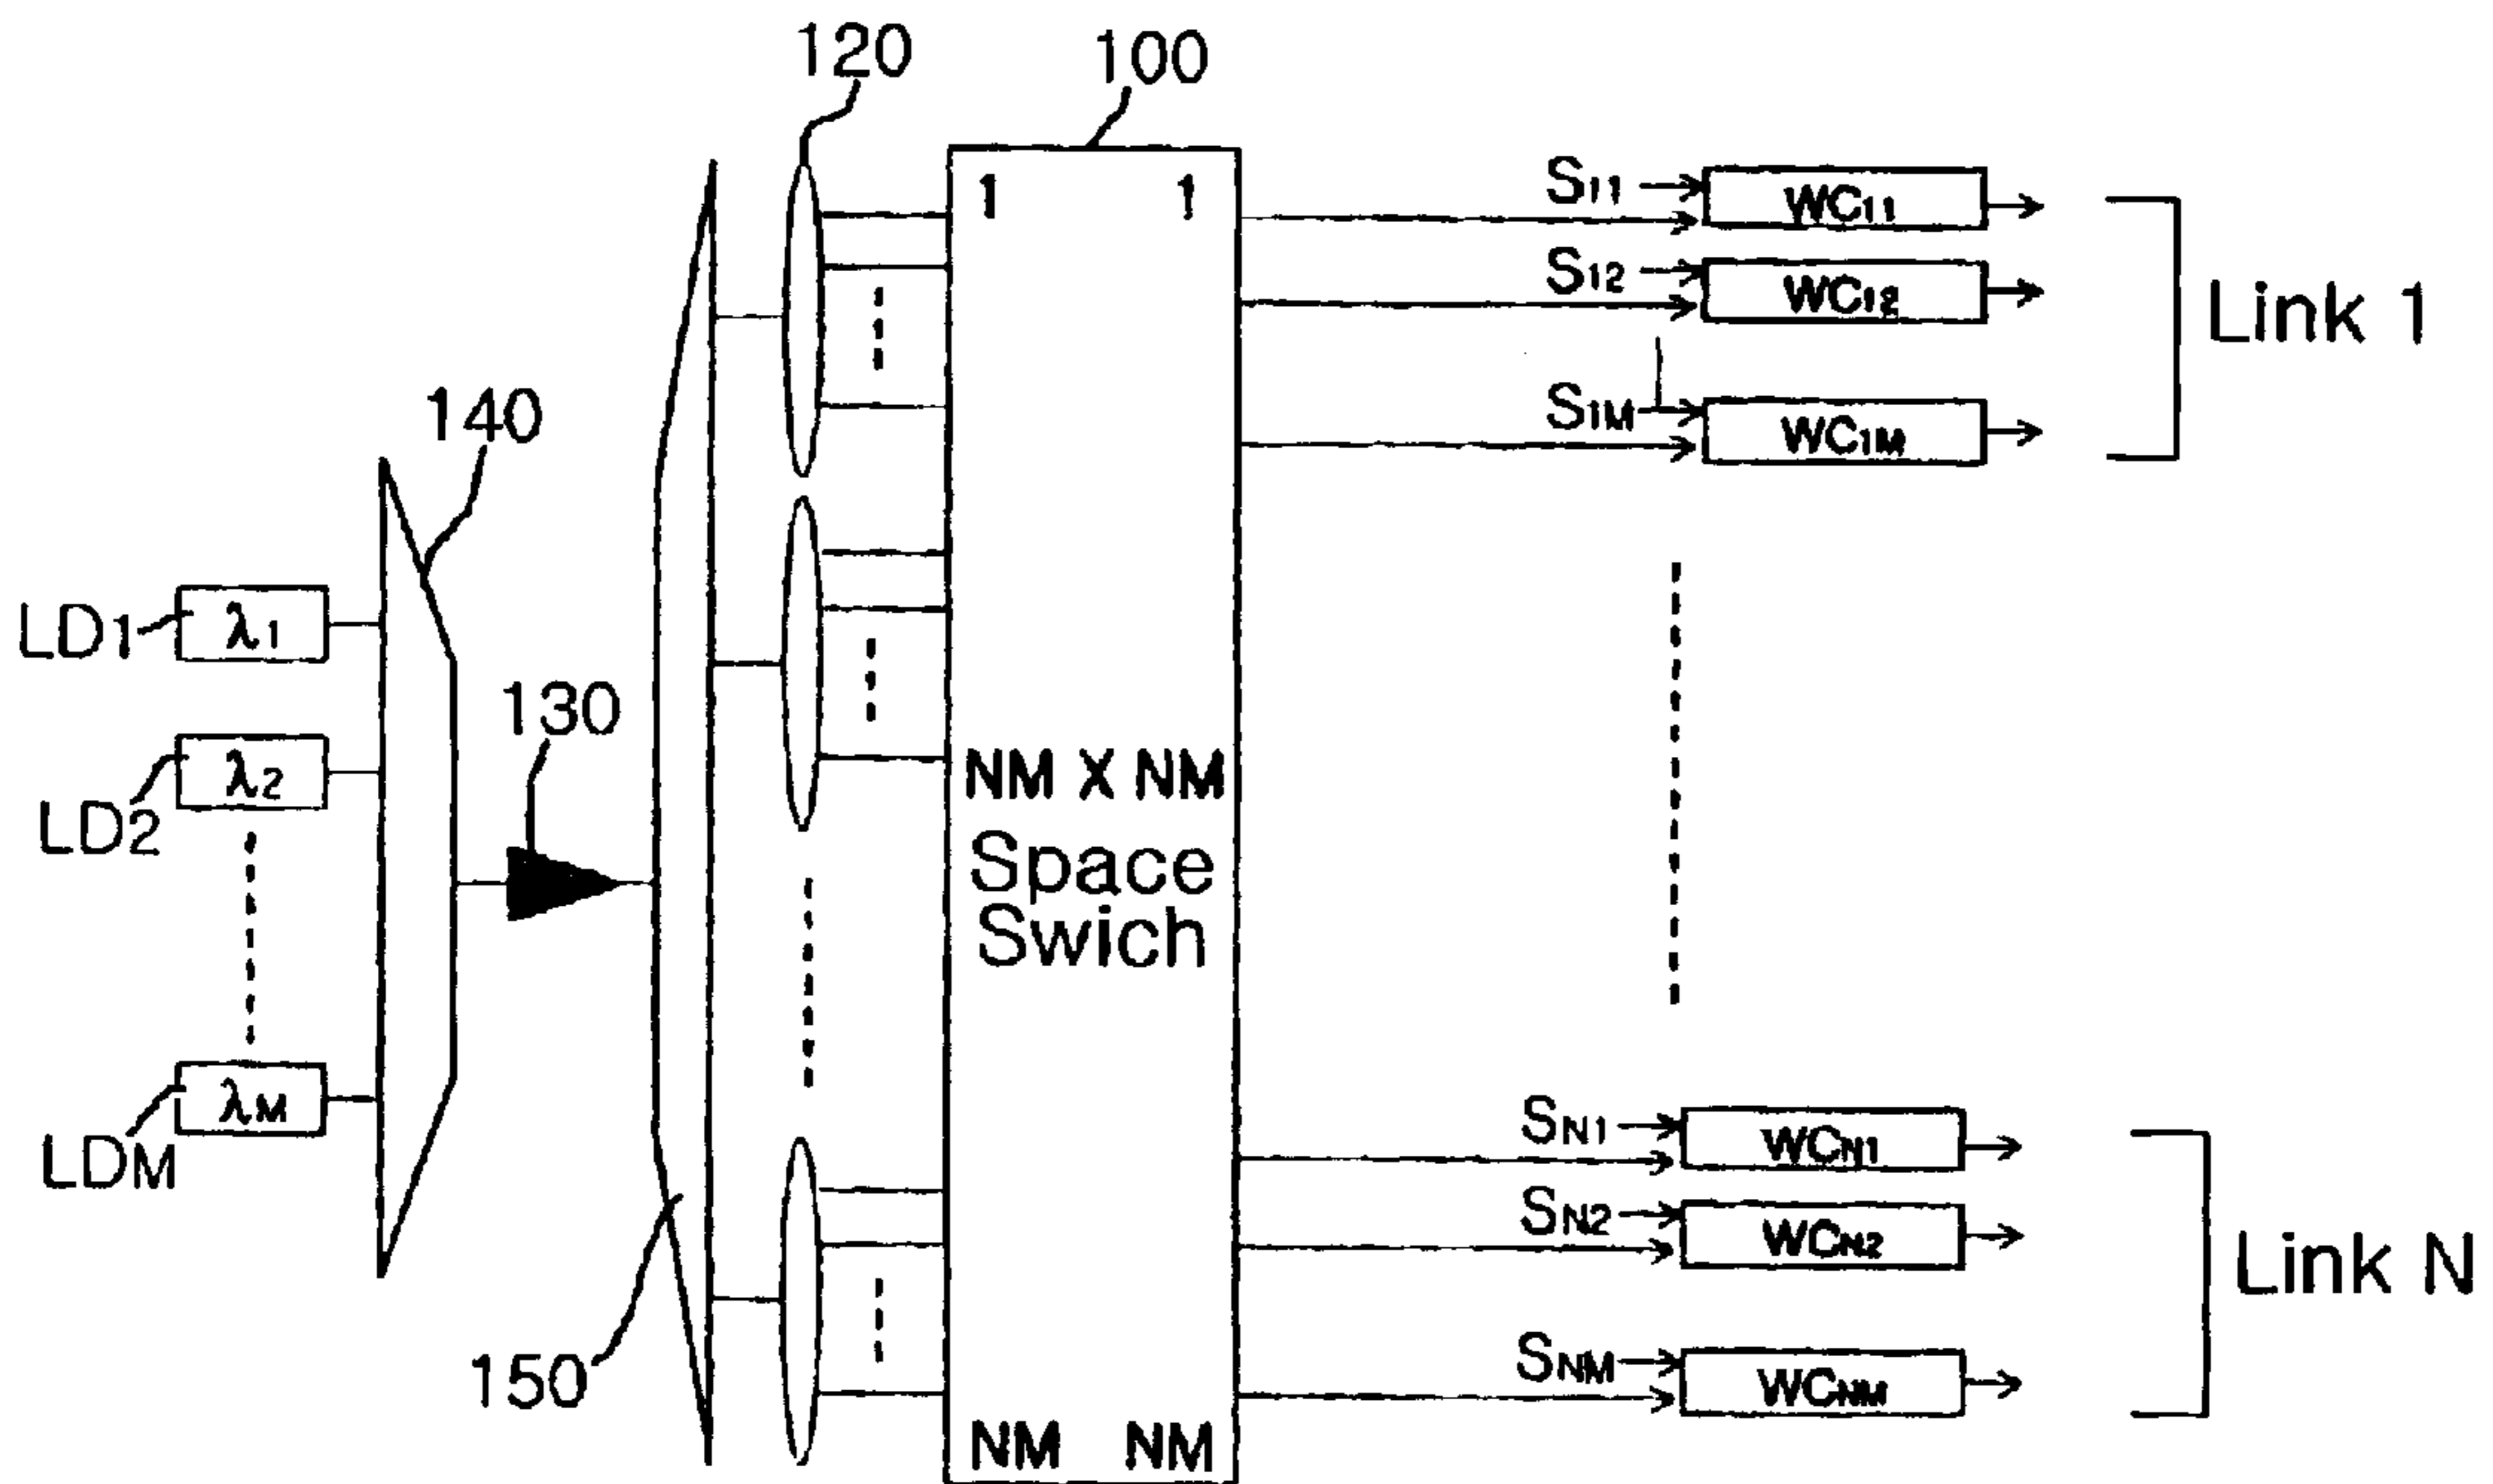 120
100
1 1
S11 WC11
S12 WC12
Link 1
S1M WC1M
140
LD1 λ1
130
LD2 λ2
NM X NM
Space
Swich
LDM λM
SN1 WCN1
SN2 WCN2
Link N
150
SNM WCNM
NM NM